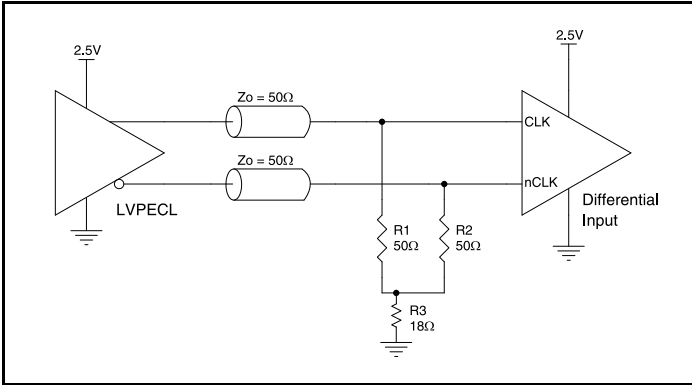 2.5V
2.5V
Zo = 50Ω
CLK
Zo = 50Ω
nCLK
LVPECL
Differential
Input
R1
50Ω
R2
50Ω
R3
18Ω